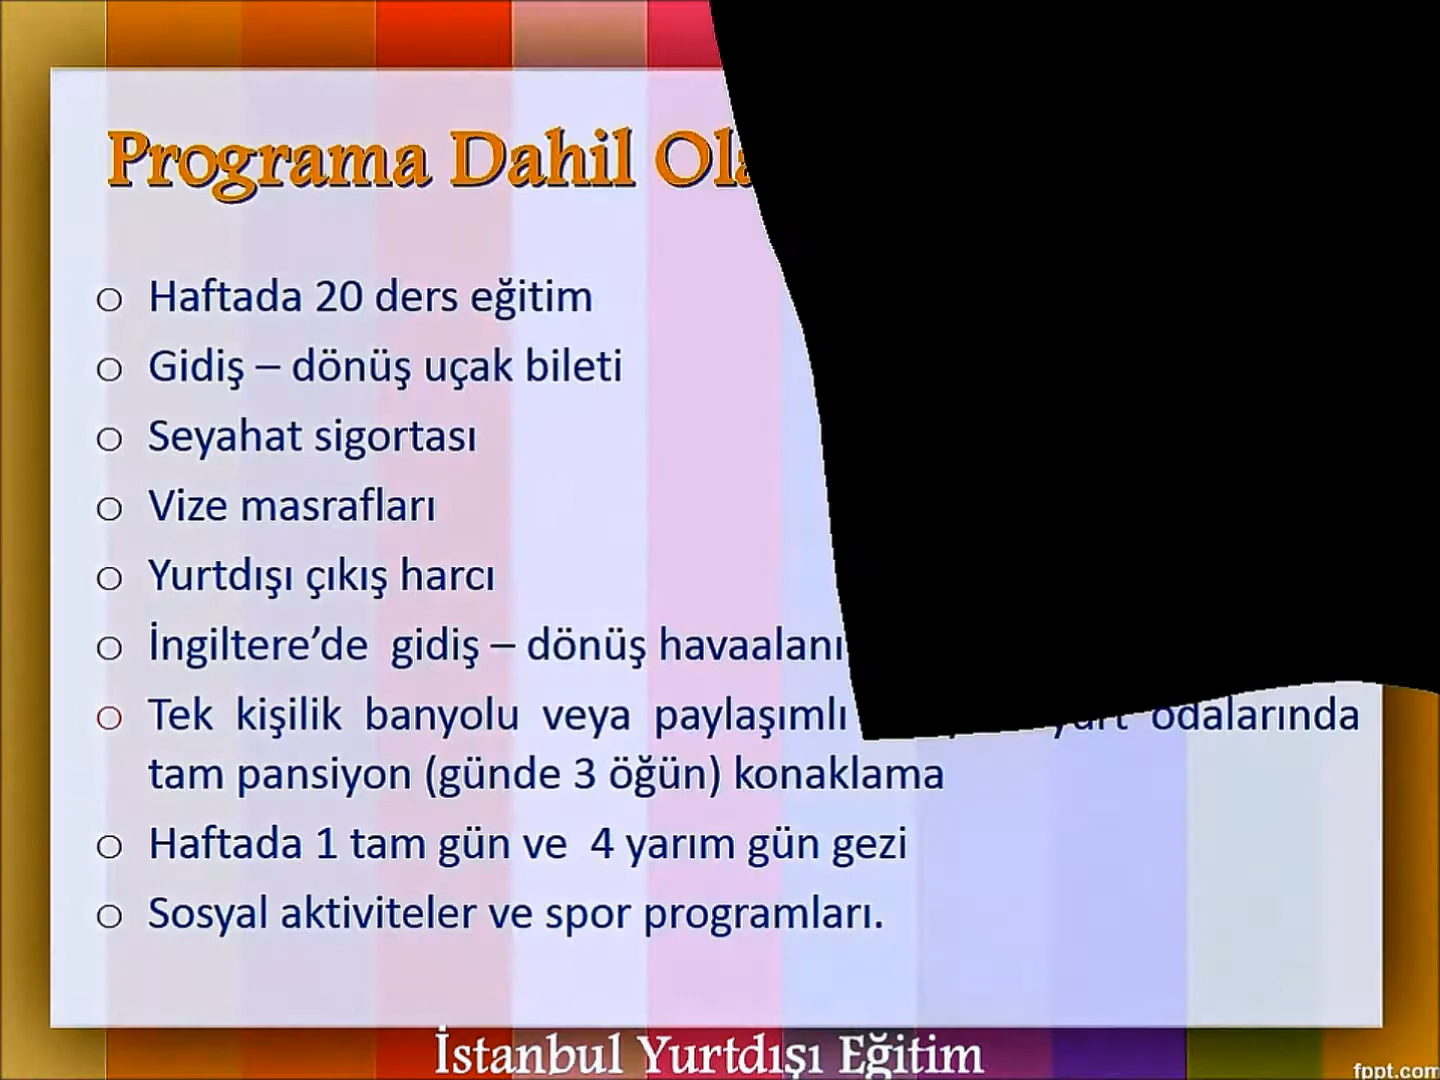 Programa Dahil
o Haftada 20 ders eğitim
o Gidiş – dönüş uçak bileti
o Seyahat sigortası
o Vize masrafları
o Yurtdışı çıkış harcı
o İngiltere’de gidiş – dönüş havaalanı
o Tek kişilik banyolu veya paylaşımlı yurt odalarında
tam pansiyon (günde 3 öğün) konaklama
o Haftada 1 tam gün ve 4 yarım gün gezi
o Sosyal aktiviteler ve spor programları.
İstanbul Yurtdışı Eğitim
fppt.com